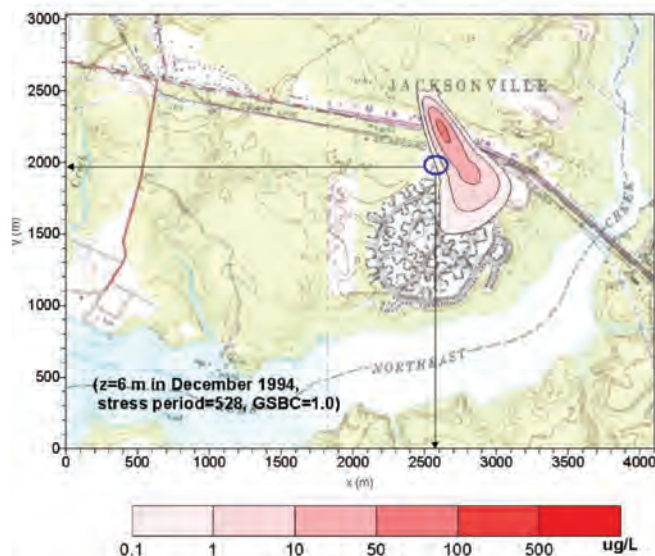 3000
2500
2000
1500
1000
500
0
y (m)
JACKSONVILLE
CREEK
NORTHEAST
(z=6 m in December 1994,
stress period=528, GSBC=1.0)
0 500 1000 1500 2000 2500 3000 3500 4000
x (m)
0.1 1 10 50 100 500 ug/L